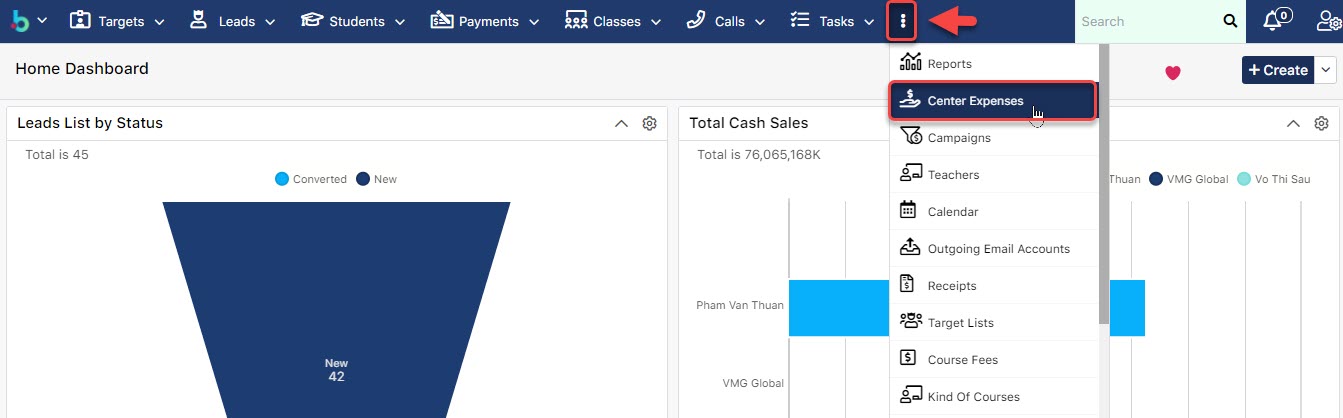 Targets Leads Students Payments Classes Calls Tasks Search 0
Home Dashboard
+ Create
Reports
Center Expenses
Campaigns
Teachers
Calendar
Outgoing Email Accounts
Receipts
Target Lists
Course Fees
Kind Of Courses
Leads List by Status
Total is 45
Converted New
New
42
Total Cash Sales
Total is 76,065,168K
Thuan VMG Global Vo Thi Sau
Pham Van Thuan
VMG Global